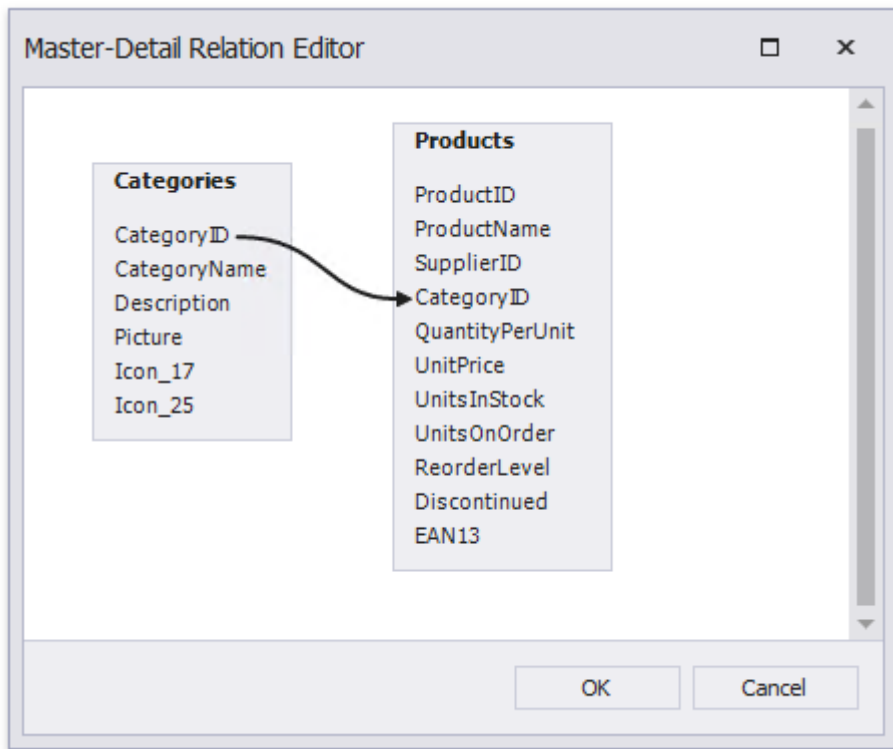 Master-Detail Relation Editor
Categories
CategoryID
CategoryName
Description
Picture
Icon_17
Icon_25
Products
ProductID
ProductName
SupplierID
CategoryID
QuantityPerUnit
UnitPrice
UnitsInStock
UnitsOnOrder
ReorderLevel
Discontinued
EAN13
OK
Cancel